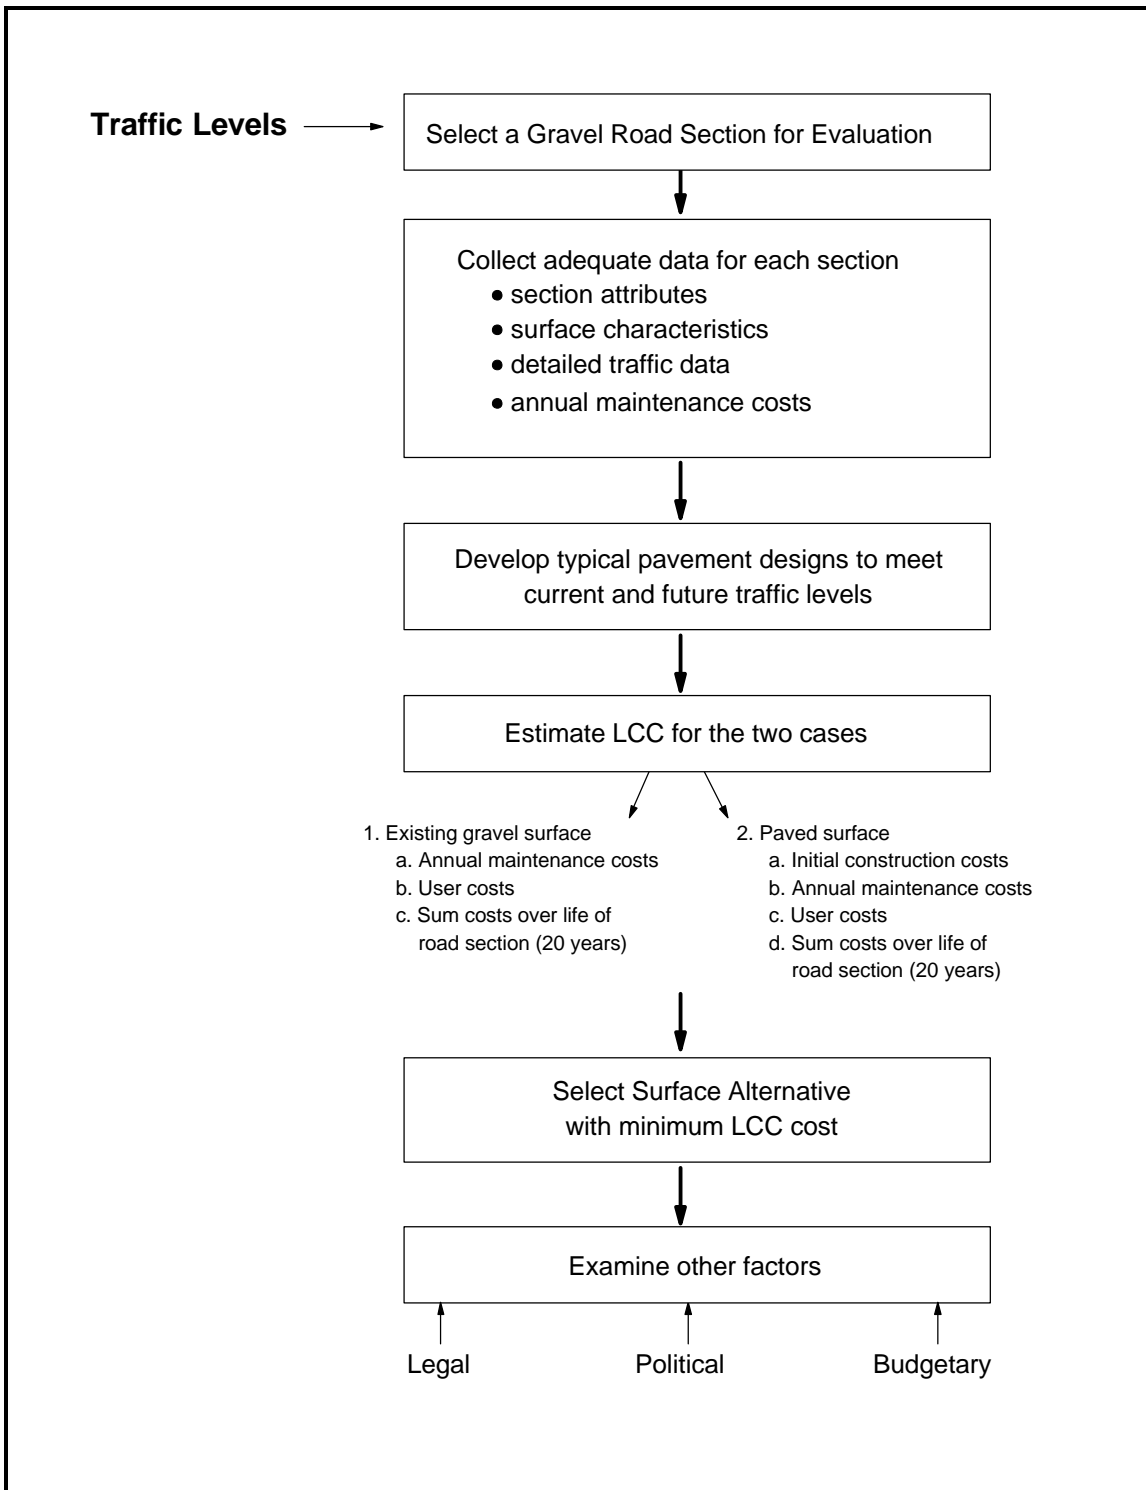 Traffic Levels
Select a Gravel Road Section for Evaluation
Collect adequate data for each section
• section attributes
• surface characteristics
• detailed traffic data
• annual maintenance costs
Develop typical pavement designs to meet
current and future traffic levels
Estimate LCC for the two cases
1. Existing gravel surface
a. Annual maintenance costs
b. User costs
c. Sum costs over life of
road section (20 years)
2. Paved surface
a. Initial construction costs
b. Annual maintenance costs
c. User costs
d. Sum costs over life of
road section (20 years)
Select Surface Alternative
with minimum LCC cost
Examine other factors
Legal
Political
Budgetary